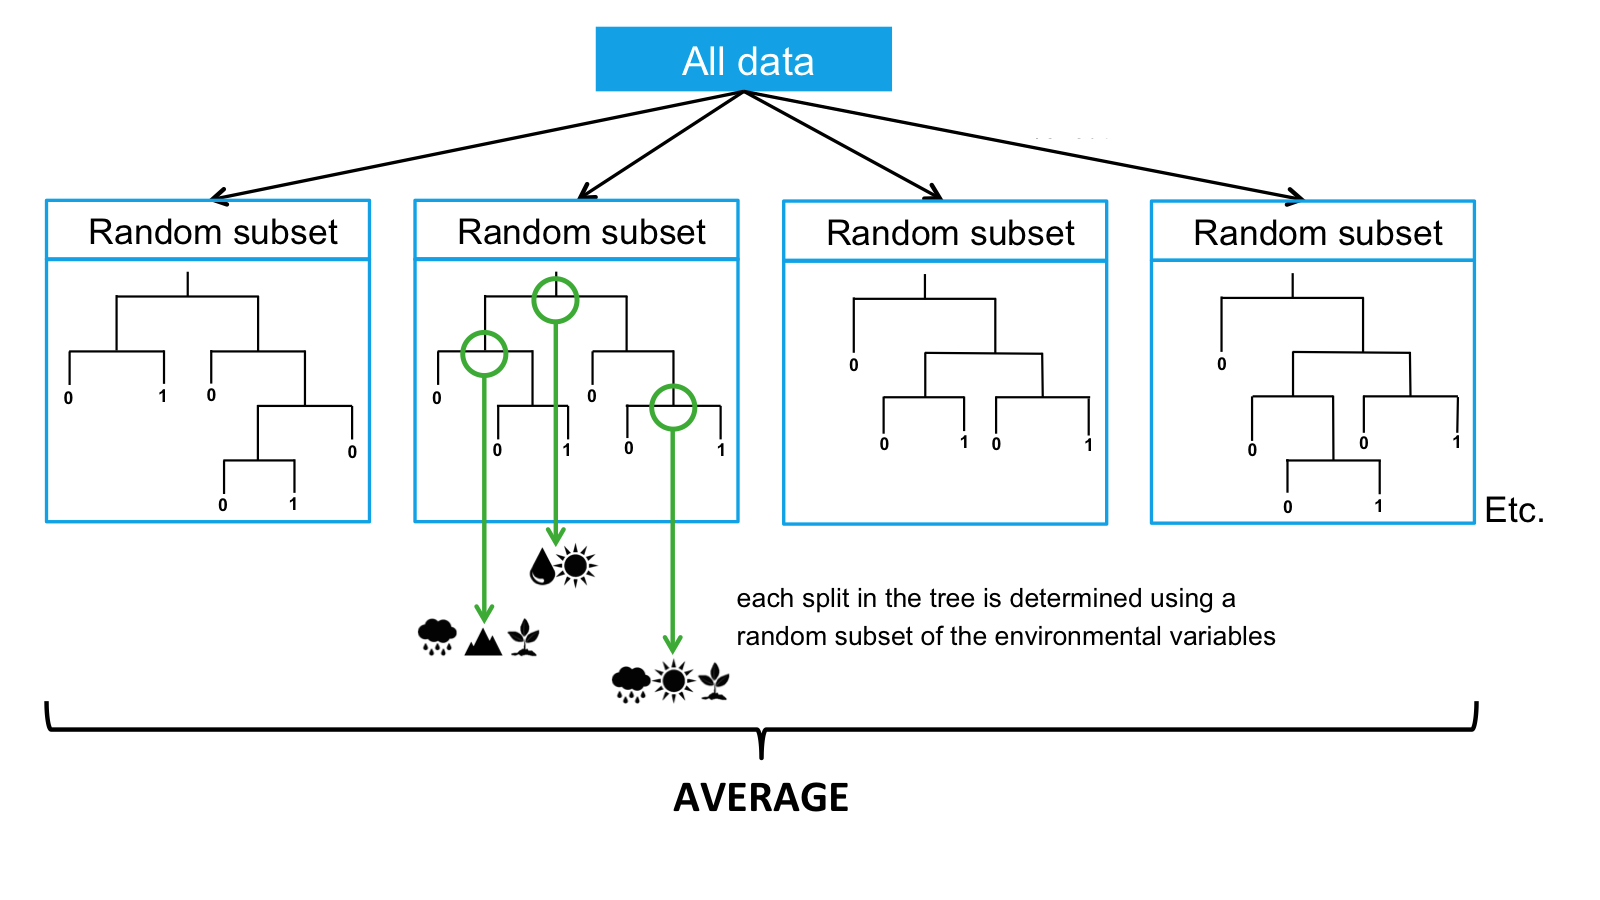 All data
Random subset
Random subset
Random subset
Random subset
0 1 0 0 0 1
0 0 1 0 0 1
0 0 1 0 1
0 0 0 1 0 1
Etc.
each split in the tree is determined using a
random subset of the environmental variables
AVERAGE